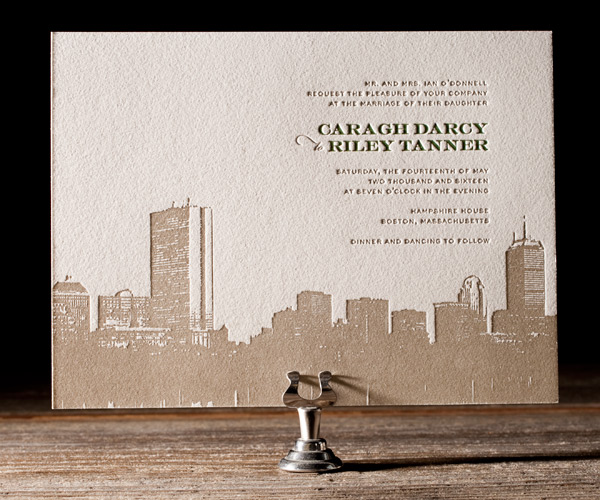 MR. AND MRS. IAN O'DONNELL
REQUEST THE PLEASURE OF YOUR COMPANY
AT THE MARRIAGE OF THEIR DAUGHTER
CARAGH DARCY
to RILEY TANNER
SATURDAY, THE FOURTEENTH OF MAY
TWO THOUSAND AND SIXTEEN
AT SEVEN O'CLOCK IN THE EVENING
HAMPSHIRE HOUSE
BOSTON, MASSACHUSETTS
DINNER AND DANCING TO FOLLOW